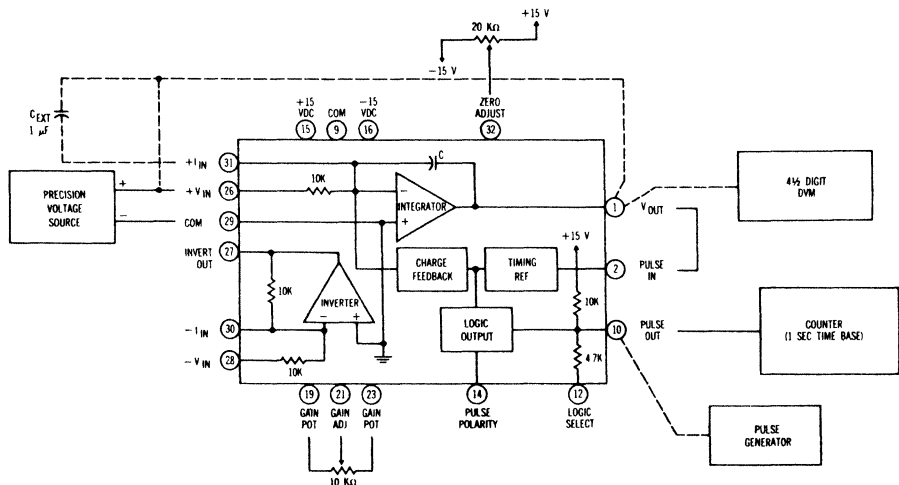 +15 V
20 KΩ
−15 V
C EXT
1 µF
+15
VDC
15
COM
9
−15
VDC
16
ZERO
ADJUST
32
+I IN
31
C
PRECISION
VOLTAGE
SOURCE
+
−
+V IN
26
10K
−
+
INTEGRATOR
1
V OUT
4½ DIGIT
DVM
COM
29
INVERT
OUT
27
+15 V
CHARGE
FEEDBACK
TIMING
REF
2
PULSE
IN
10K
INVERTER
−
+
10K
−I IN
30
LOGIC
OUTPUT
10
PULSE
OUT
COUNTER
(1 SEC TIME BASE)
−V IN
28
10K
4.7K
19
GAIN
POT
21
GAIN
ADJ
23
GAIN
POT
14
PULSE
POLARITY
12
LOGIC
SELECT
10 KΩ
PULSE
GENERATOR